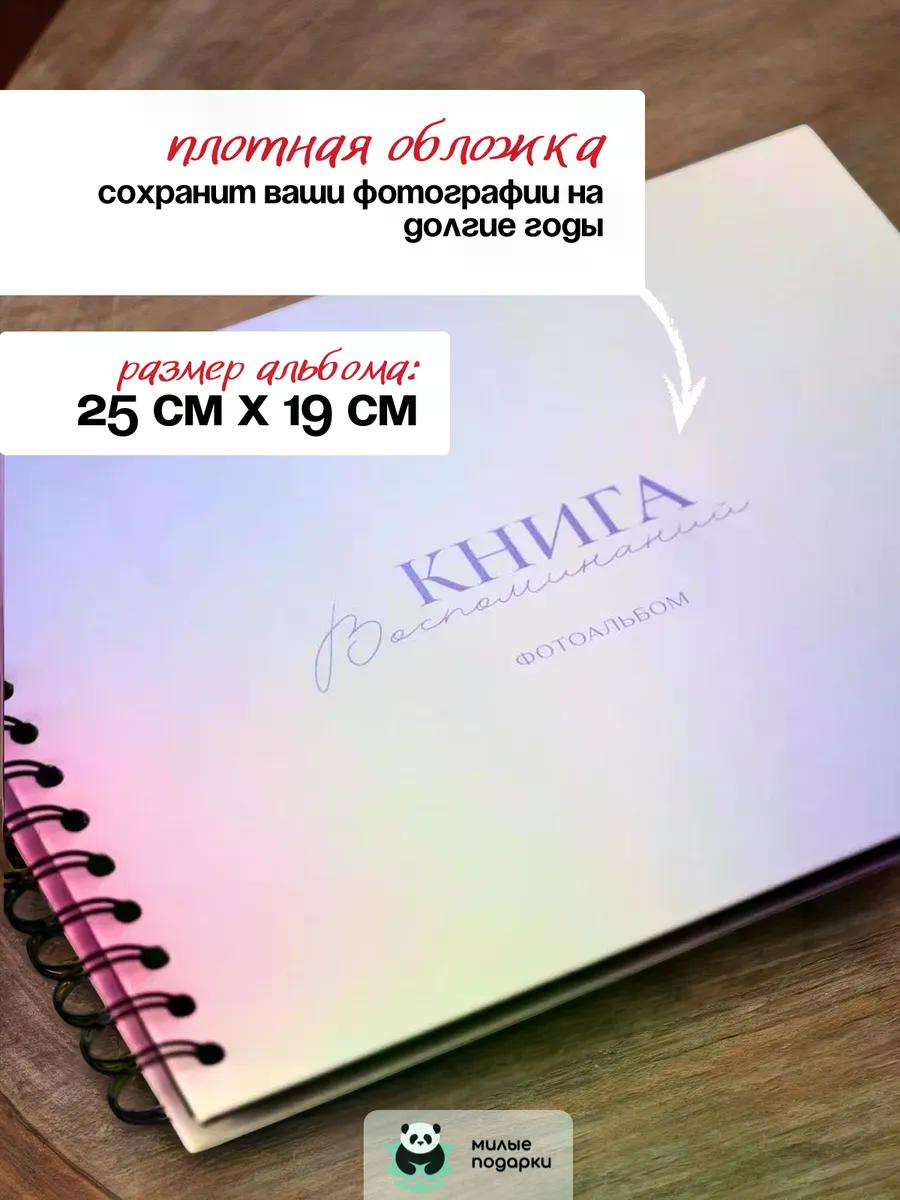 плотная обложка
сохранит ваши фотографии на
долгие годы
размер альбома:
25 см х 19 см
КНИГА
Воспоминаний
ФОТОАЛЬБОМ
милые
подарки